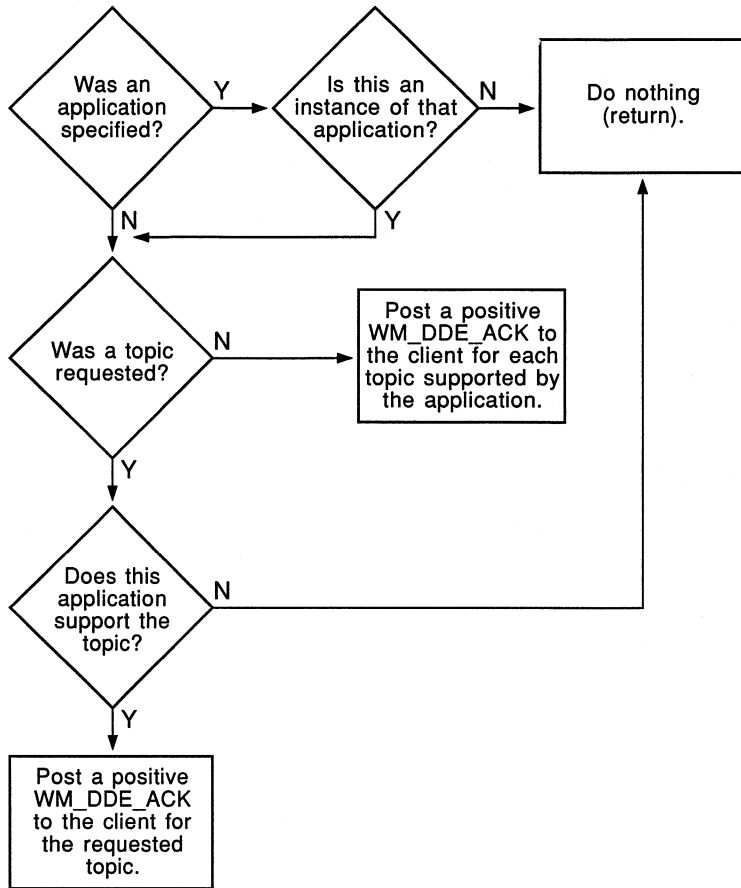 Was an
application
specified?
Y
Is this an
instance of that
application?
N
Do nothing
(return).
N
Y
Was a topic
requested?
N
Post a positive
WM_DDE_ACK to
the client for each
topic supported by
the application.
Y
Does this
application
support the
topic?
N
Y
Post a positive
WM_DDE_ACK
to the client for
the requested
topic.